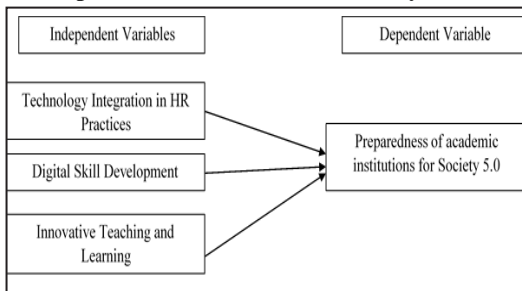 Independent Variables
Dependent Variable
Technology Integration in HR
Practices
Digital Skill Development
Innovative Teaching and
Learning
Preparedness of academic
institutions for Society 5.0